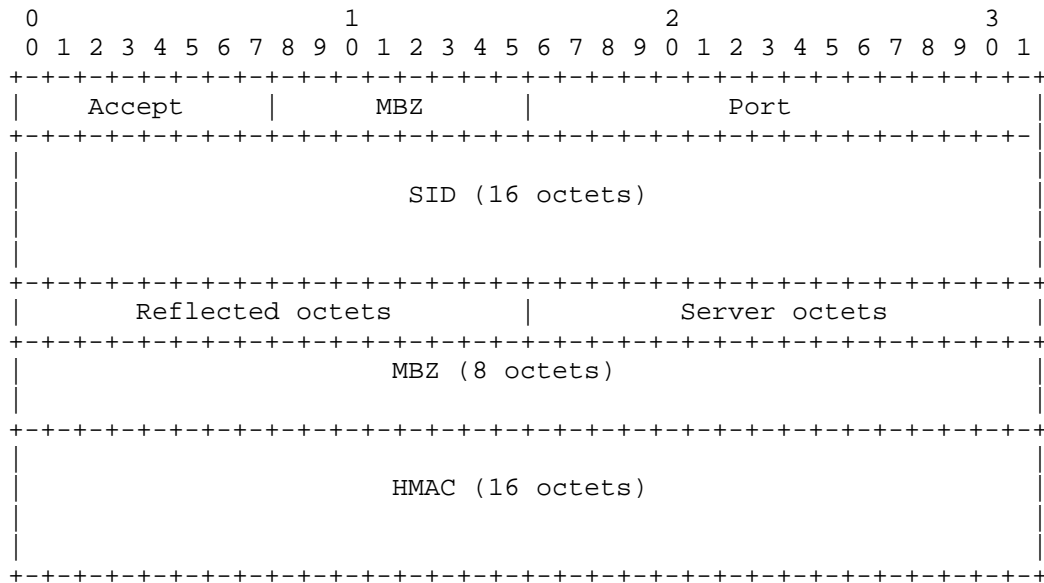 0                   1                   2                   3
0 1 2 3 4 5 6 7 8 9 0 1 2 3 4 5 6 7 8 9 0 1 2 3 4 5 6 7 8 9 0 1
+-+-+-+-+-+-+-+-+-+-+-+-+-+-+-+-+-+-+-+-+-+-+-+-+-+-+-+-+-+-+-+-+
|    Accept     |      MBZ      |            Port               |
+-+-+-+-+-+-+-+-+-+-+-+-+-+-+-+-+-+-+-+-+-+-+-+-+-+-+-+-+-+-+-+-|
|                                                               |
|                        SID (16 octets)                        |
|                                                               |
|                                                               |
+-+-+-+-+-+-+-+-+-+-+-+-+-+-+-+-+-+-+-+-+-+-+-+-+-+-+-+-+-+-+-+-+
|       Reflected octets        |         Server octets         |
+-+-+-+-+-+-+-+-+-+-+-+-+-+-+-+-+-+-+-+-+-+-+-+-+-+-+-+-+-+-+-+-+
|                       MBZ (8 octets)                          |
|                                                               |
+-+-+-+-+-+-+-+-+-+-+-+-+-+-+-+-+-+-+-+-+-+-+-+-+-+-+-+-+-+-+-+-+
|                                                               |
|                       HMAC (16 octets)                        |
|                                                               |
|                                                               |
+-+-+-+-+-+-+-+-+-+-+-+-+-+-+-+-+-+-+-+-+-+-+-+-+-+-+-+-+-+-+-+-+